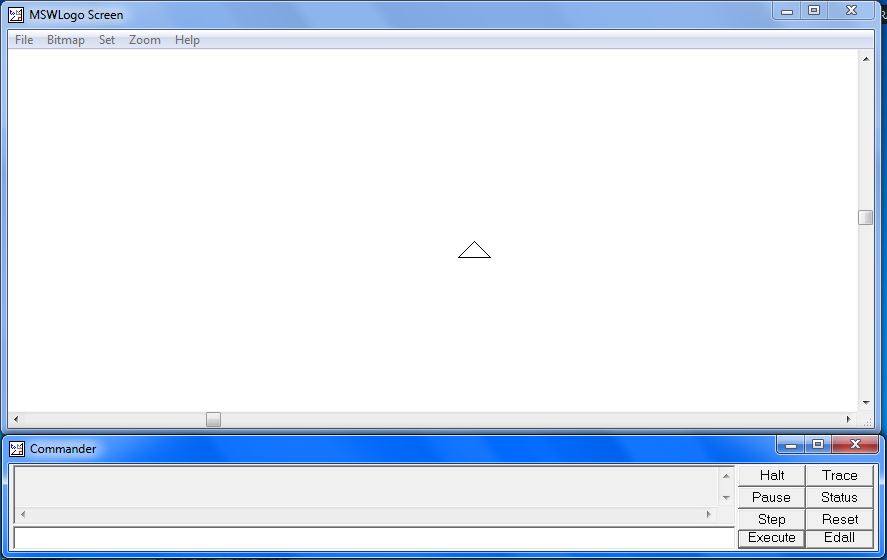 MSWLogo Screen
File Bitmap Set Zoom Help
Commander
Halt Trace
Pause Status
Step Reset
Execute Edall